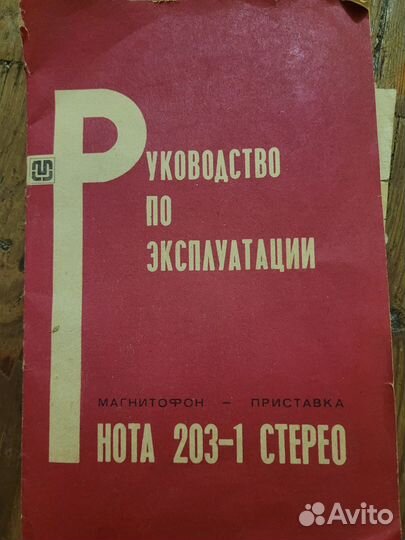 Руководство
по
эксплуатации
МАГНИТОФОН – ПРИСТАВКА
НОТА 203-1 СТЕРЕО
Avito